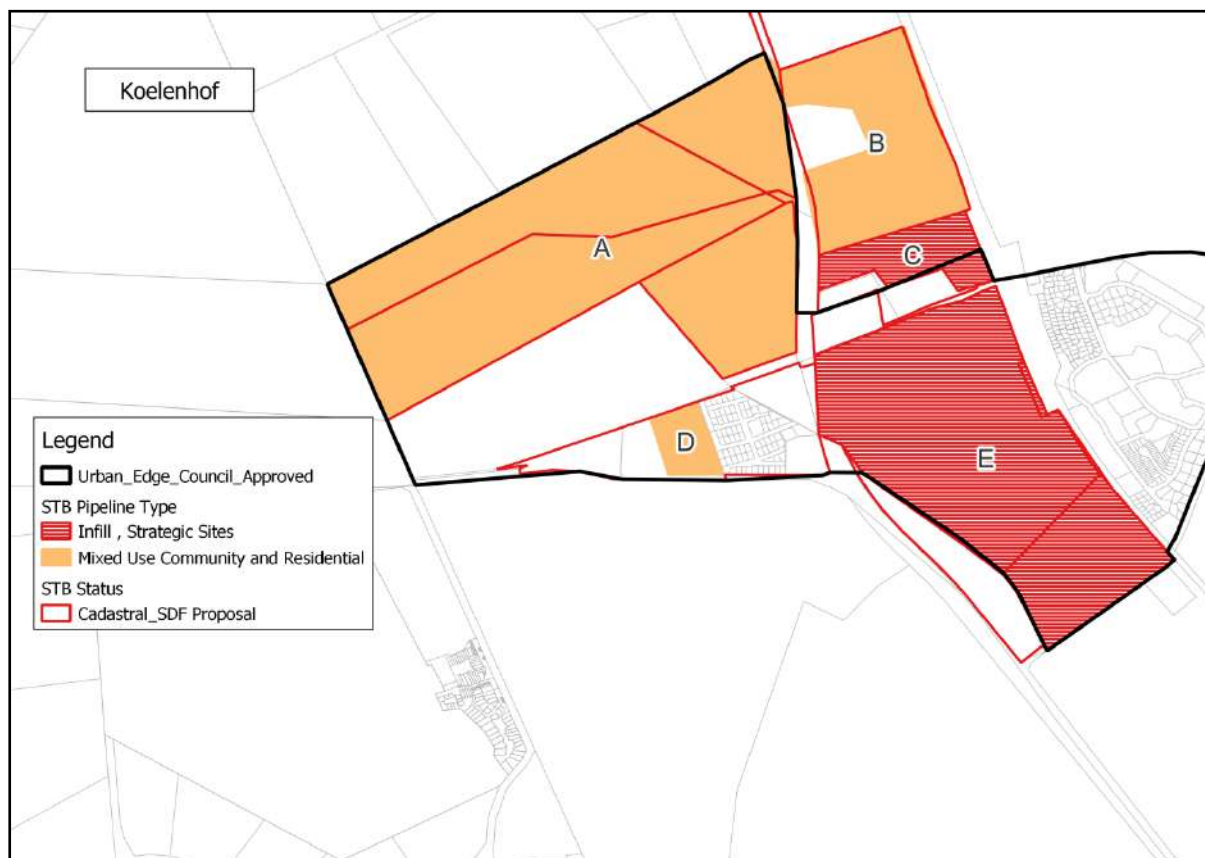 Koelenhof
B
A
C
D
E
Legend
Urban_Edge_Council_Approved
STB Pipeline Type
Infill , Strategic Sites
Mixed Use Community and Residential
STB Status
Cadastral_SDF Proposal